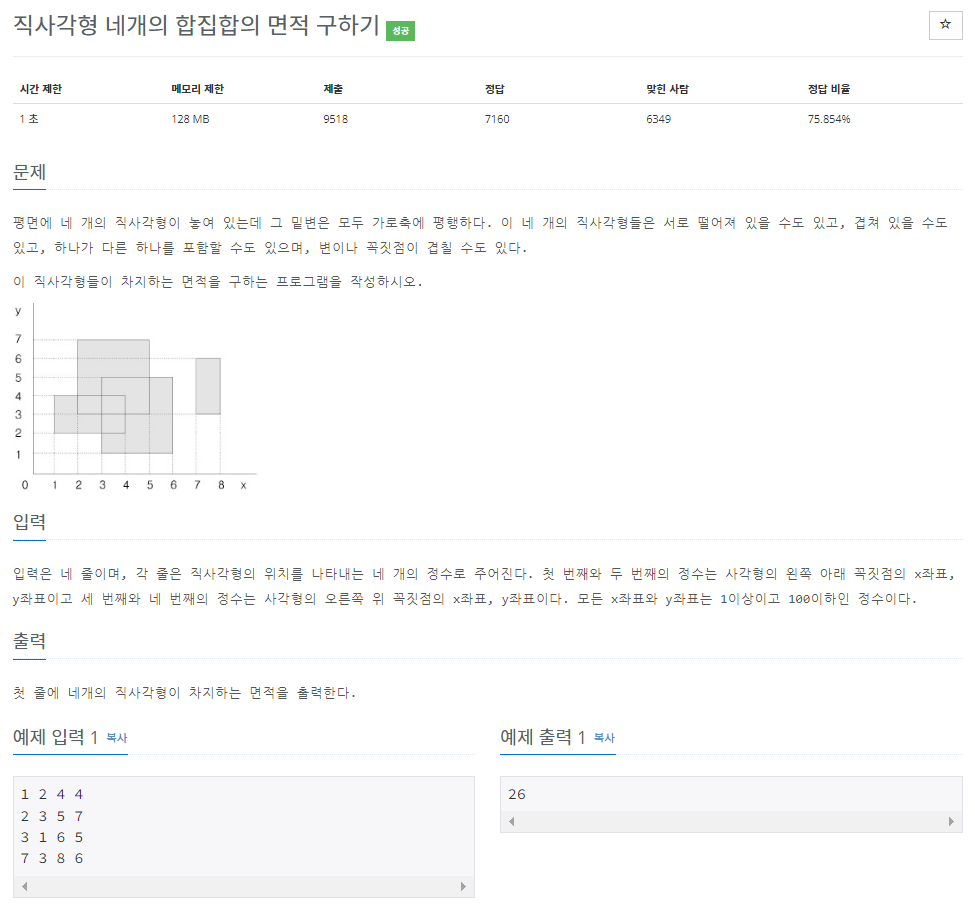 직사각형 네개의 합집합의 면적 구하기 성공
☆
시간 제한 메모리 제한 제출 정답 맞힌 사람 정답 비율
1 초 128 MB 9518 7160 6349 75.854%
문제
평면에 네 개의 직사각형이 놓여 있는데 그 밑변은 모두 가로축에 평행하다. 이 네 개의 직사각형들은 서로 떨어져 있을 수도 있고, 겹쳐 있을 수도
있고, 하나가 다른 하나를 포함할 수도 있으며, 변이나 꼭짓점이 겹칠 수도 있다.
이 직사각형들이 차지하는 면적을 구하는 프로그램을 작성하시오.
y
7
6
5
4
3
2
1
0 1 2 3 4 5 6 7 8 x
입력
입력은 네 줄이며, 각 줄은 직사각형의 위치를 나타내는 네 개의 정수로 주어진다. 첫 번째와 두 번째의 정수는 사각형의 왼쪽 아래 꼭짓점의 x좌표,
y좌표이고 세 번째와 네 번째의 정수는 사각형의 오른쪽 위 꼭짓점의 x좌표, y좌표이다. 모든 x좌표와 y좌표는 1이상이고 100이하인 정수이다.
출력
첫 줄에 네개의 직사각형이 차지하는 면적을 출력한다.
예제 입력 1 복사
1 2 4 4
2 3 5 7
3 1 6 5
7 3 8 6
예제 출력 1 복사
26